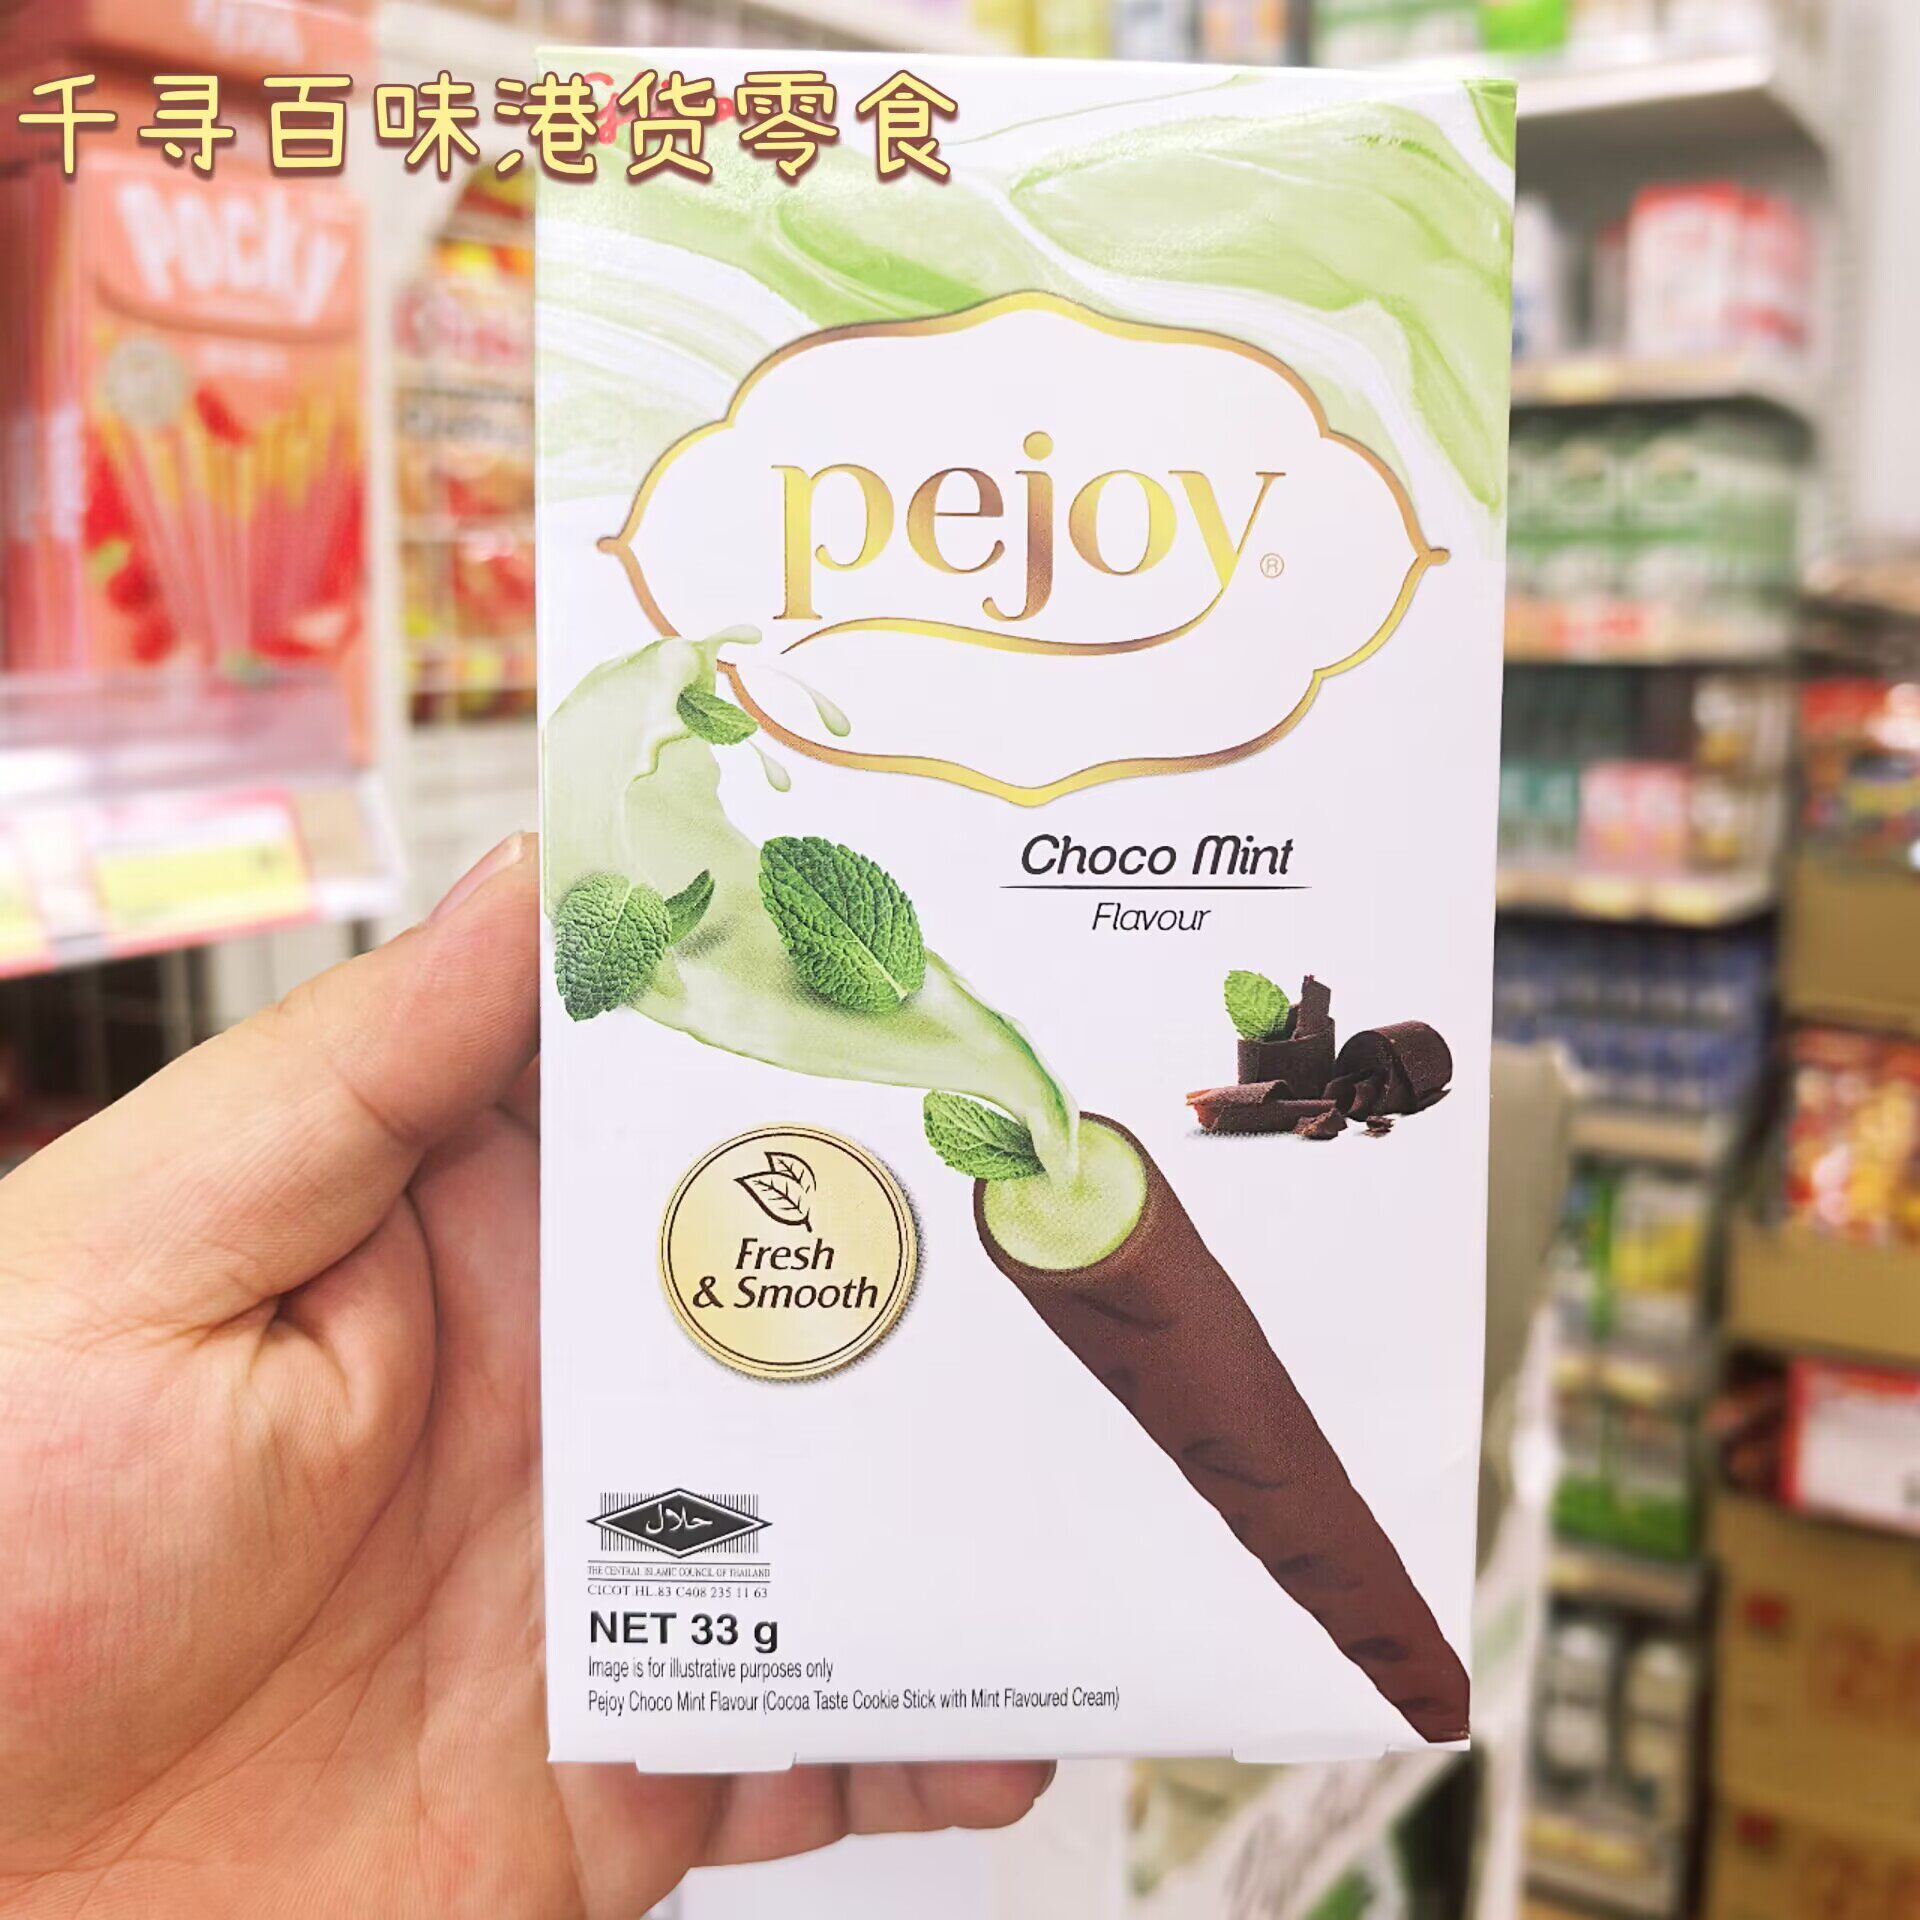 千寻百味港货零食
Pocky
pejoy®
Choco Mint
Flavour
Fresh
& Smooth
حلال
THE CENTRAL ISLAMIC COUNCIL OF THAILAND
CICOT HL.83 C408 235 11 63
NET 33 g
Image is for illustrative purposes only
Pejoy Choco Mint Flavour (Cocoa Taste Cookie Stick with Mint Flavoured Cream)